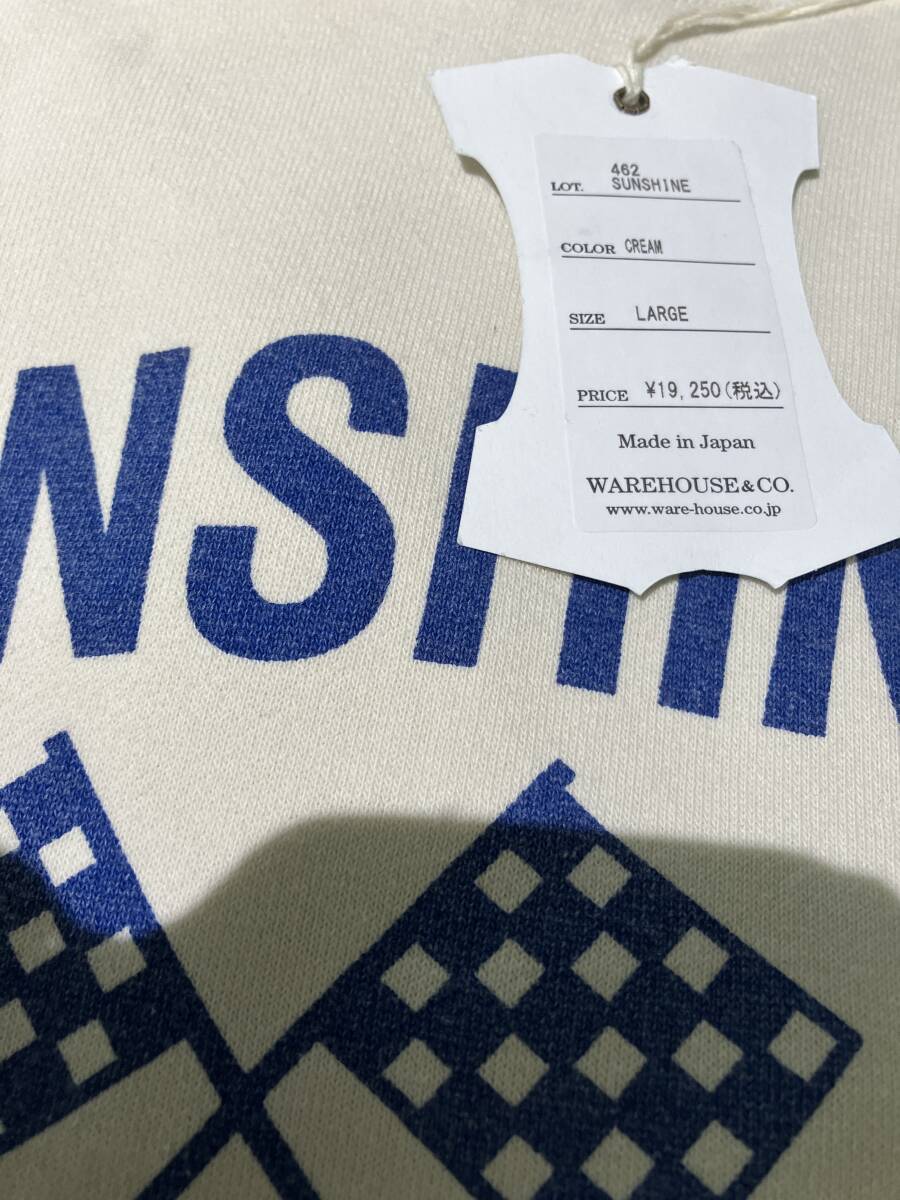 462
LOT. SUNSHINE
COLOR CREAM
SIZE LARGE
PRICE ¥19,250(税込)
Made in Japan
WAREHOUSE&CO.
www.ware-house.co.jp
NSHIN